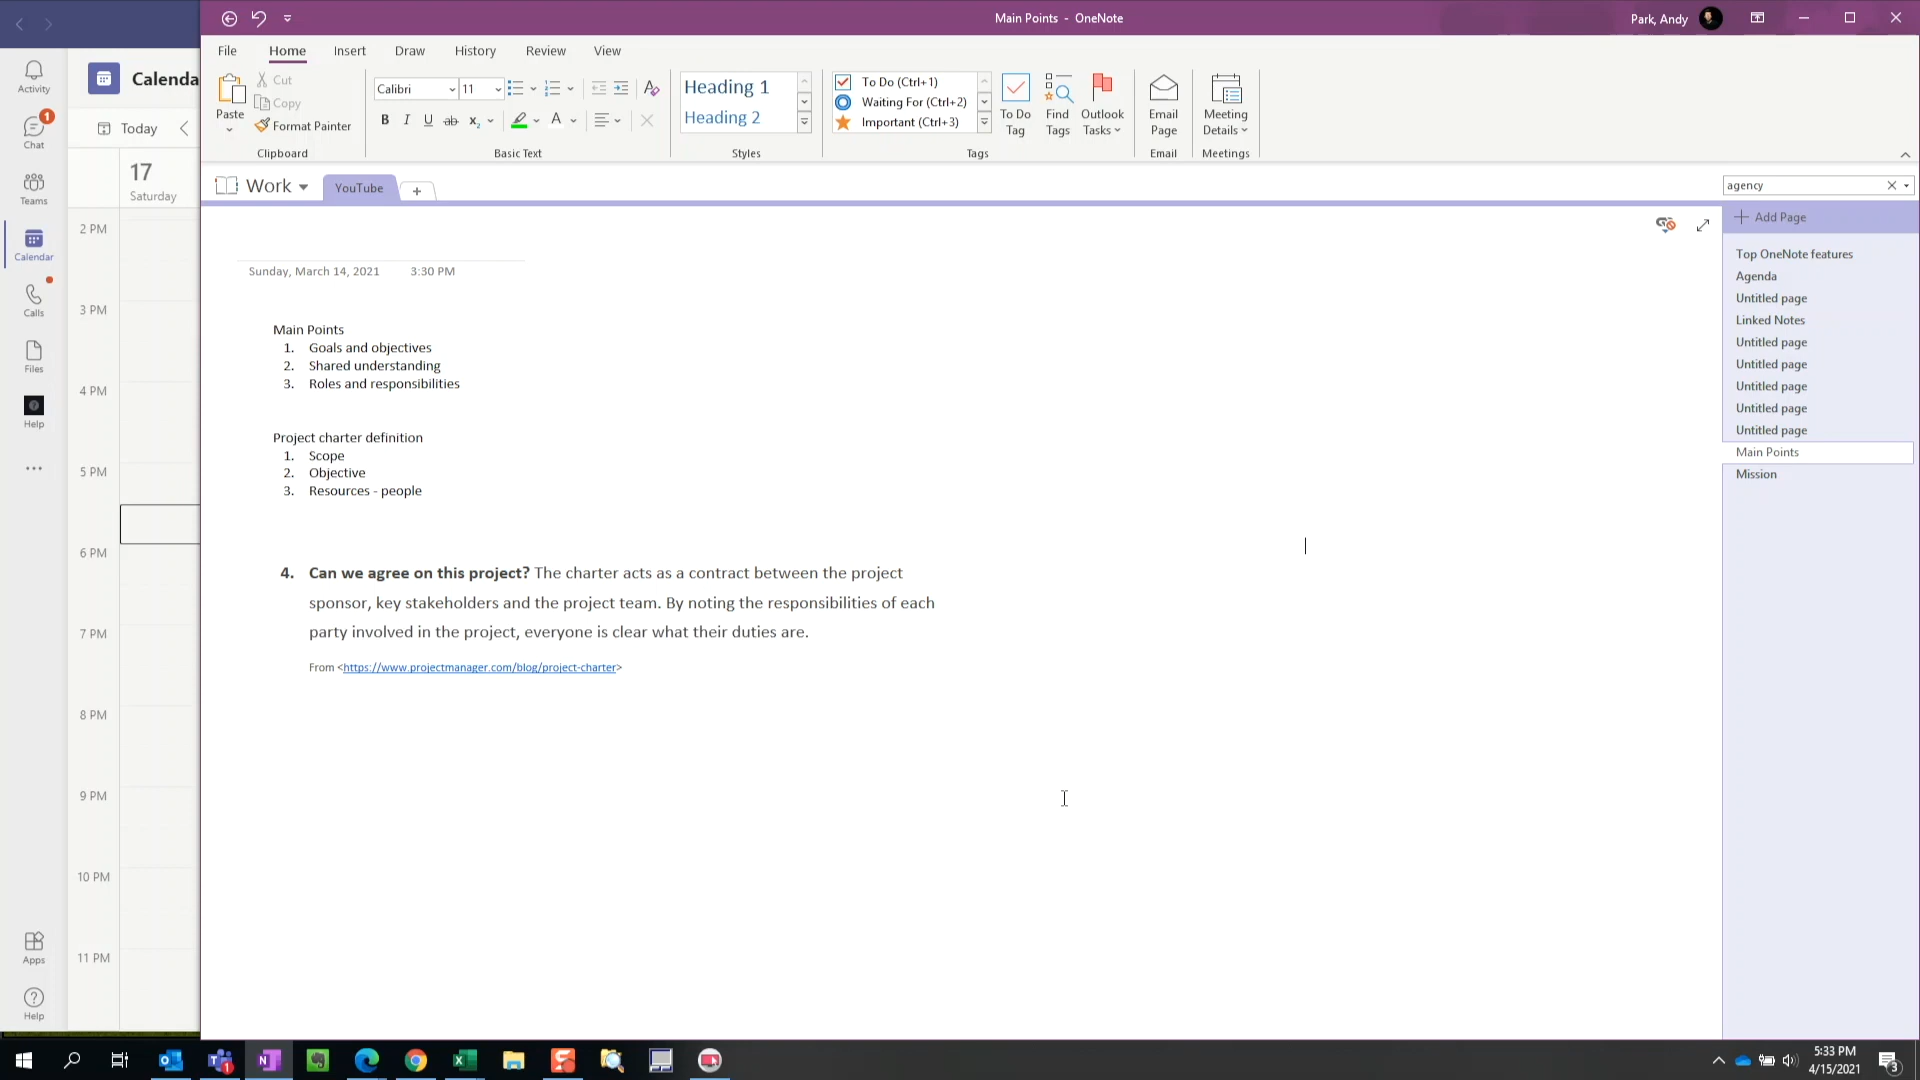 Main Points - OneNote
Park, Andy
File Home Insert Draw History Review View
Activity
Chat
1
Teams
Calendar
Calls
Files
Help
Apps
Help
Calenda
Today
17
Saturday
2 PM
3 PM
4 PM
5 PM
6 PM
7 PM
8 PM
9 PM
10 PM
11 PM
Paste
Cut
Copy
Format Painter
Clipboard
Calibri 11
B I U ab x₂ A
Basic Text
Heading 1
Heading 2
Styles
To Do (Ctrl+1)
Waiting For (Ctrl+2)
Important (Ctrl+3)
To Do
Tag
Find
Tags
Outlook
Tasks
Tags
Email
Page
Email
Meeting
Details
Meetings
Work
YouTube
agency
Sunday, March 14, 2021 3:30 PM
Main Points
1. Goals and objectives
2. Shared understanding
3. Roles and responsibilities
Project charter definition
1. Scope
2. Objective
3. Resources - people
4. Can we agree on this project? The charter acts as a contract between the project
sponsor, key stakeholders and the project team. By noting the responsibilities of each
party involved in the project, everyone is clear what their duties are.
From <https://www.projectmanager.com/blog/project-charter>
Add Page
Top OneNote features
Agenda
Untitled page
Linked Notes
Untitled page
Untitled page
Untitled page
Untitled page
Untitled page
Main Points
Mission
5:33 PM
4/15/2021
3